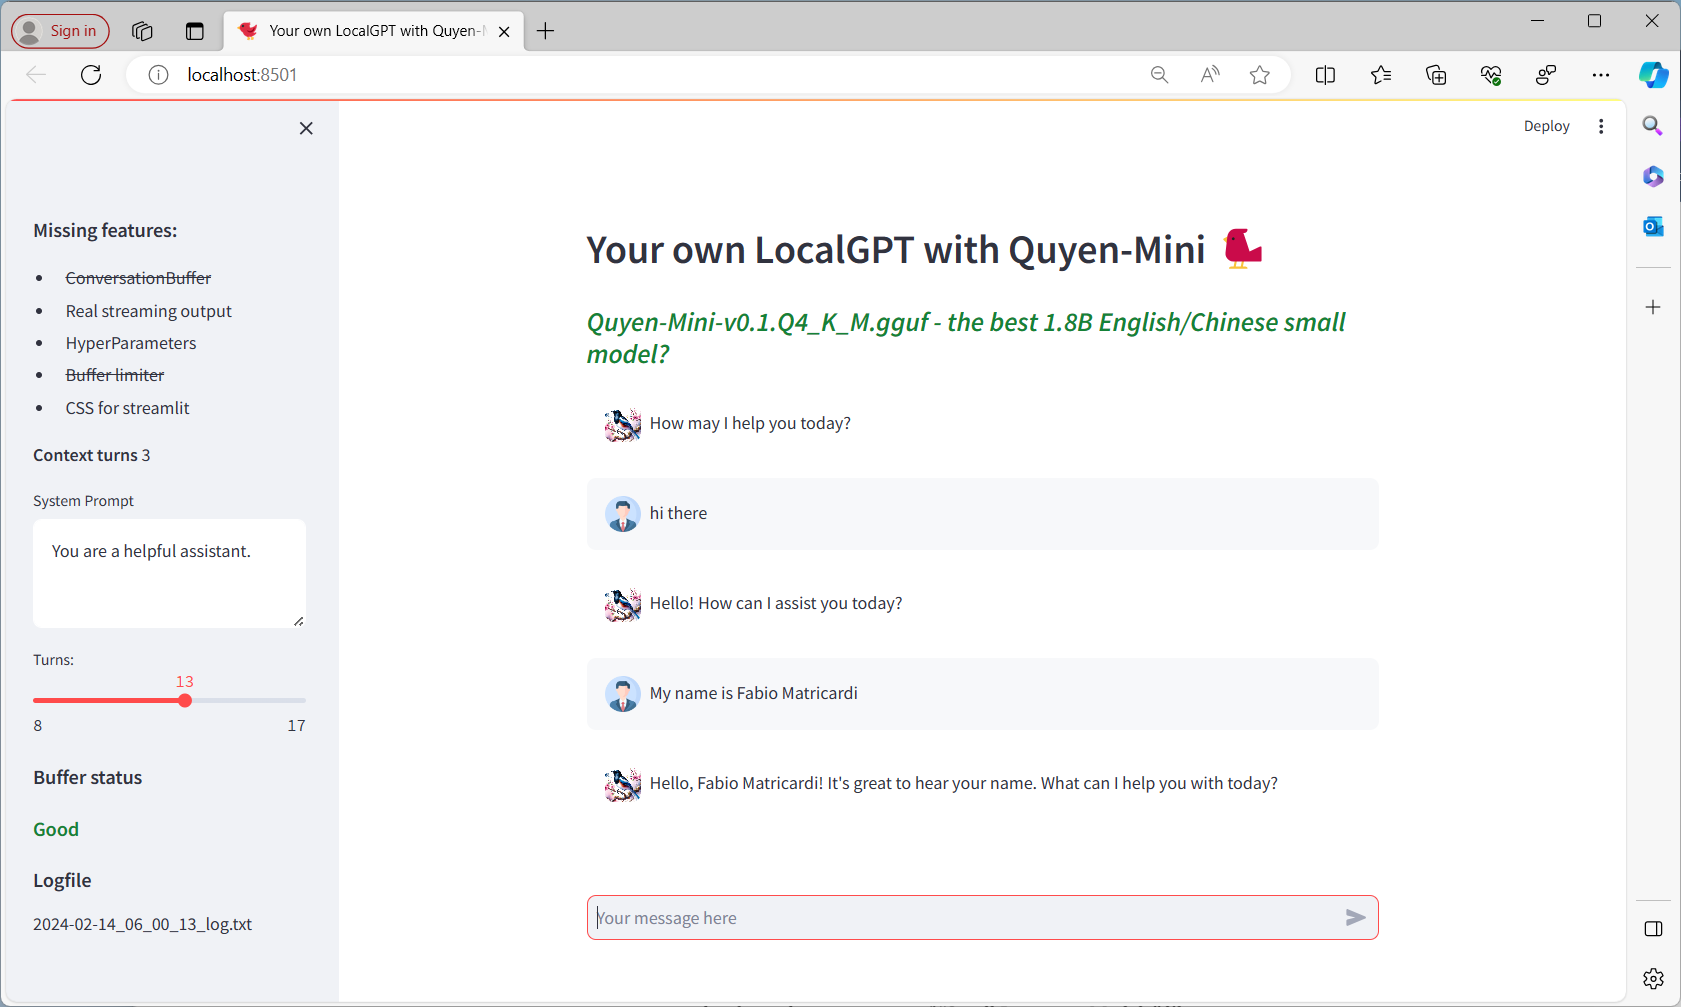 Sign in
Your own LocalGPT with Quyen-
localhost:8501
Deploy
Missing features:
ConversationBuffer
Real streaming output
HyperParameters
Buffer limiter
CSS for streamlit
Context turns 3
System Prompt
You are a helpful assistant.
Turns:
13
8 17
Buffer status
Good
Logfile
2024-02-14_06_00_13_log.txt
Your own LocalGPT with Quyen-Mini
Quyen-Mini-v0.1.Q4_K_M.gguf - the best 1.8B English/Chinese small
model?
How may I help you today?
hi there
Hello! How can I assist you today?
My name is Fabio Matricardi
Hello, Fabio Matricardi! It's great to hear your name. What can I help you with today?
Your message here